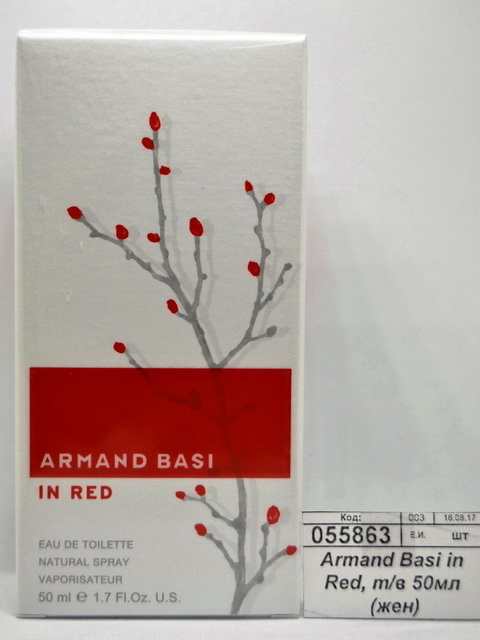 ARMAND BASI
IN RED
EAU DE TOILETTE
NATURAL SPRAY
VAPORISATEUR
50 ml ℮ 1.7 Fl.Oz. U.S.
Код: 003 18.08.17
055863 Е.И. шт
Armand Basi in
Red, т/в 50мл
(жен)